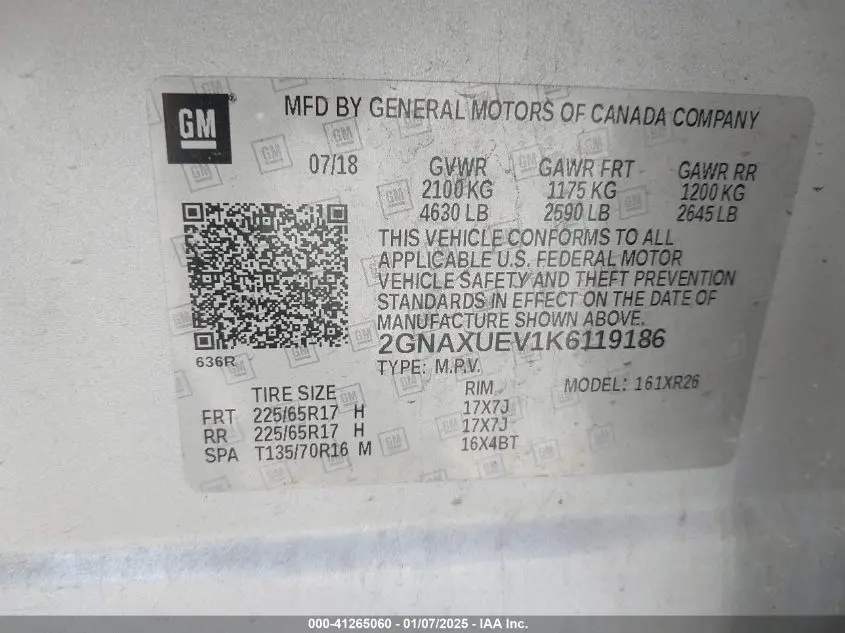 GM
MFD BY GENERAL MOTORS OF CANADA COMPANY
07/18 GVWR GAWR FRT GAWR RR
2100 KG 1175 KG 1200 KG
4630 LB 2590 LB 2645 LB
THIS VEHICLE CONFORMS TO ALL
APPLICABLE U.S. FEDERAL MOTOR
VEHICLE SAFETY AND THEFT PREVENTION
STANDARDS IN EFFECT ON THE DATE OF
MANUFACTURE SHOWN ABOVE.
2GNAXUEV1K6119186
636R
TYPE: M.P.V.
MODEL: 161XR26
TIRE SIZE RIM
FRT 225/65R17 H 17X7J
RR 225/65R17 H 17X7J
SPA T135/70R16 M 16X4BT
000-41265060 - 01/07/2025 - IAA Inc.